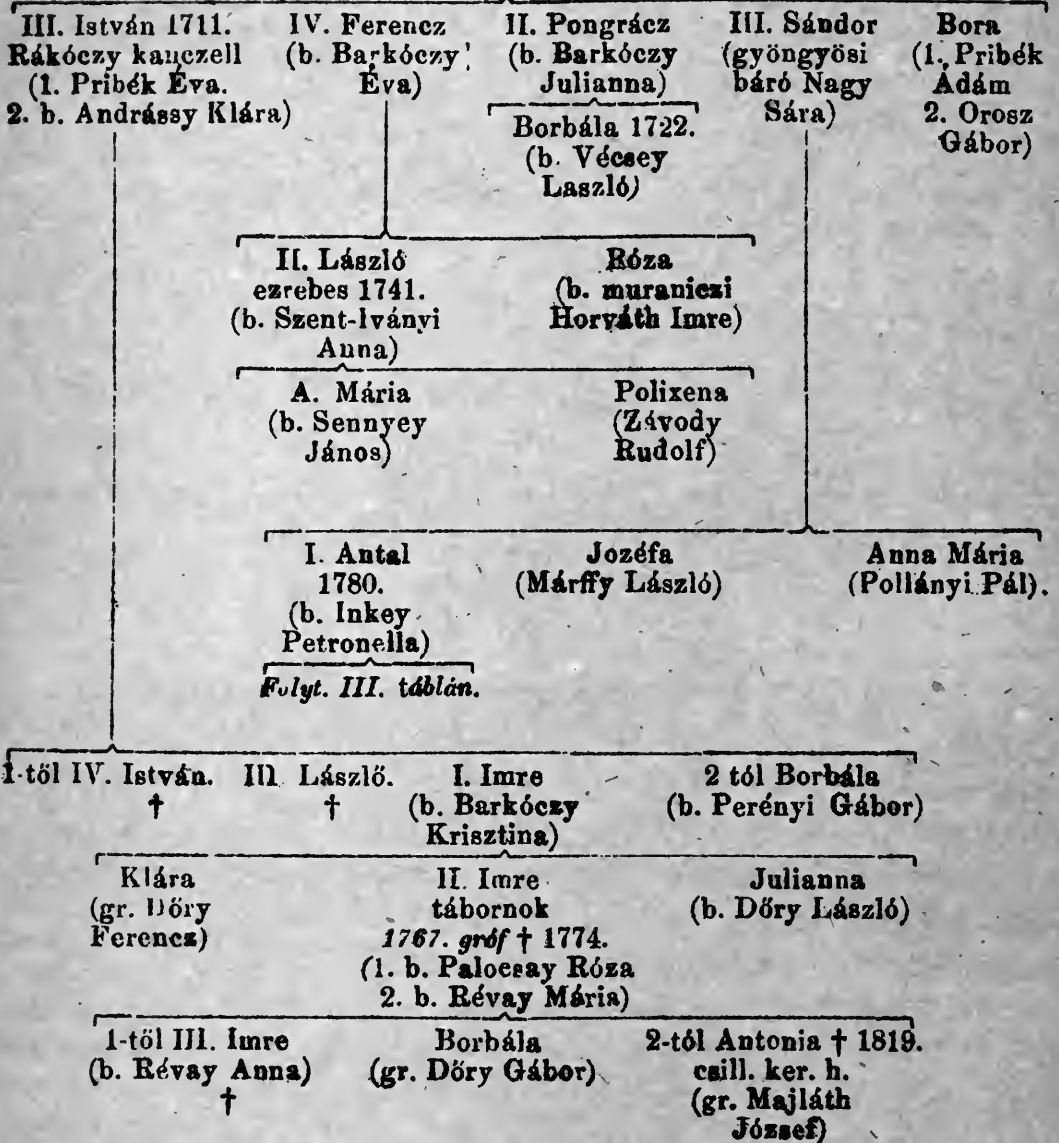 III. István 1711.
Rákóczy kanczell
(1. Pribék Éva.
2. b. Andrássy Klára)
IV. Ferencz
(b. Barkóczy
Éva)
II. Pongrácz
(b. Barkóczy
Julianna)
III. Sándor
(gyöngyösi
báró Nagy
Sára)
Bora
(1. Pribék
Ádám
2. Orosz
Gábor)
Borbála 1722.
(b. Vécsey
Laszló)
II. László
ezrebes 1741.
(b. Szent-Iványi
Anna)
Róza
(b. muraniczi
Horváth Imre)
A. Mária
(b. Sennyey
János)
Polixena
(Závody
Rudolf)
I. Antal
1780.
(b. Inkey
Petronella)
Jozéfa
(Márffy László)
Anna Mária
(Pollányi Pál).
Folyt. III. táblán.
1-től IV. István.
†
III László.
†
I. Imre
(b. Barkóczy
Krisztina)
2 tól Borbála
(b. Perényi Gábor)
Klára
(gr. Dőry
Ferencz)
II. Imre
tábornok
1767. gróf † 1774.
(1. b. Palocsay Róza
2. b. Révay Mária)
Julianna
(b. Dőry László)
1-től III. Imre
(b. Révay Anna)
†
Borbála
(gr. Dőry Gábor)
2-tól Antonia † 1819.
csill. ker. h.
(gr. Majláth
József)